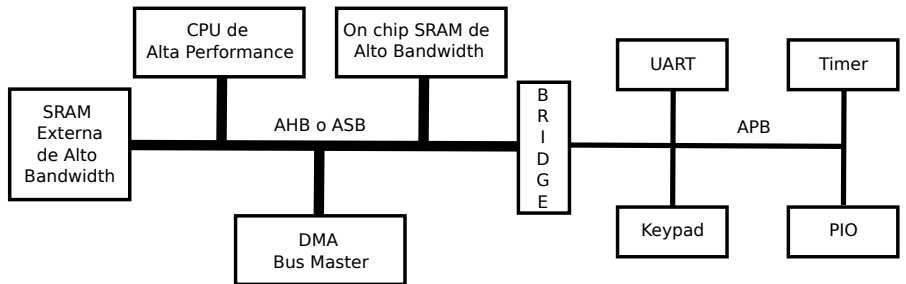 CPU de
Alta Performance
On chip SRAM de
Alto Bandwidth
SRAM
Externa
de Alto
Bandwidth
AHB o ASB
DMA
Bus Master
B
R
I
D
G
E
UART
Timer
APB
Keypad
PIO